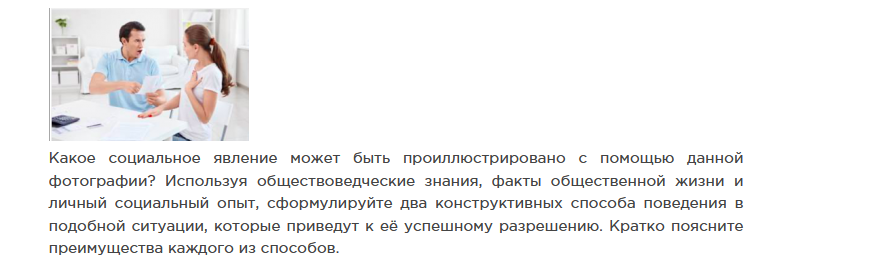 Какое социальное явление может быть проиллюстрировано с помощью данной
фотографии? Используя обществоведческие знания, факты общественной жизни и
личный социальный опыт, сформулируйте два конструктивных способа поведения в
подобной ситуации, которые приведут к её успешному разрешению. Кратко поясните
преимущества каждого из способов.